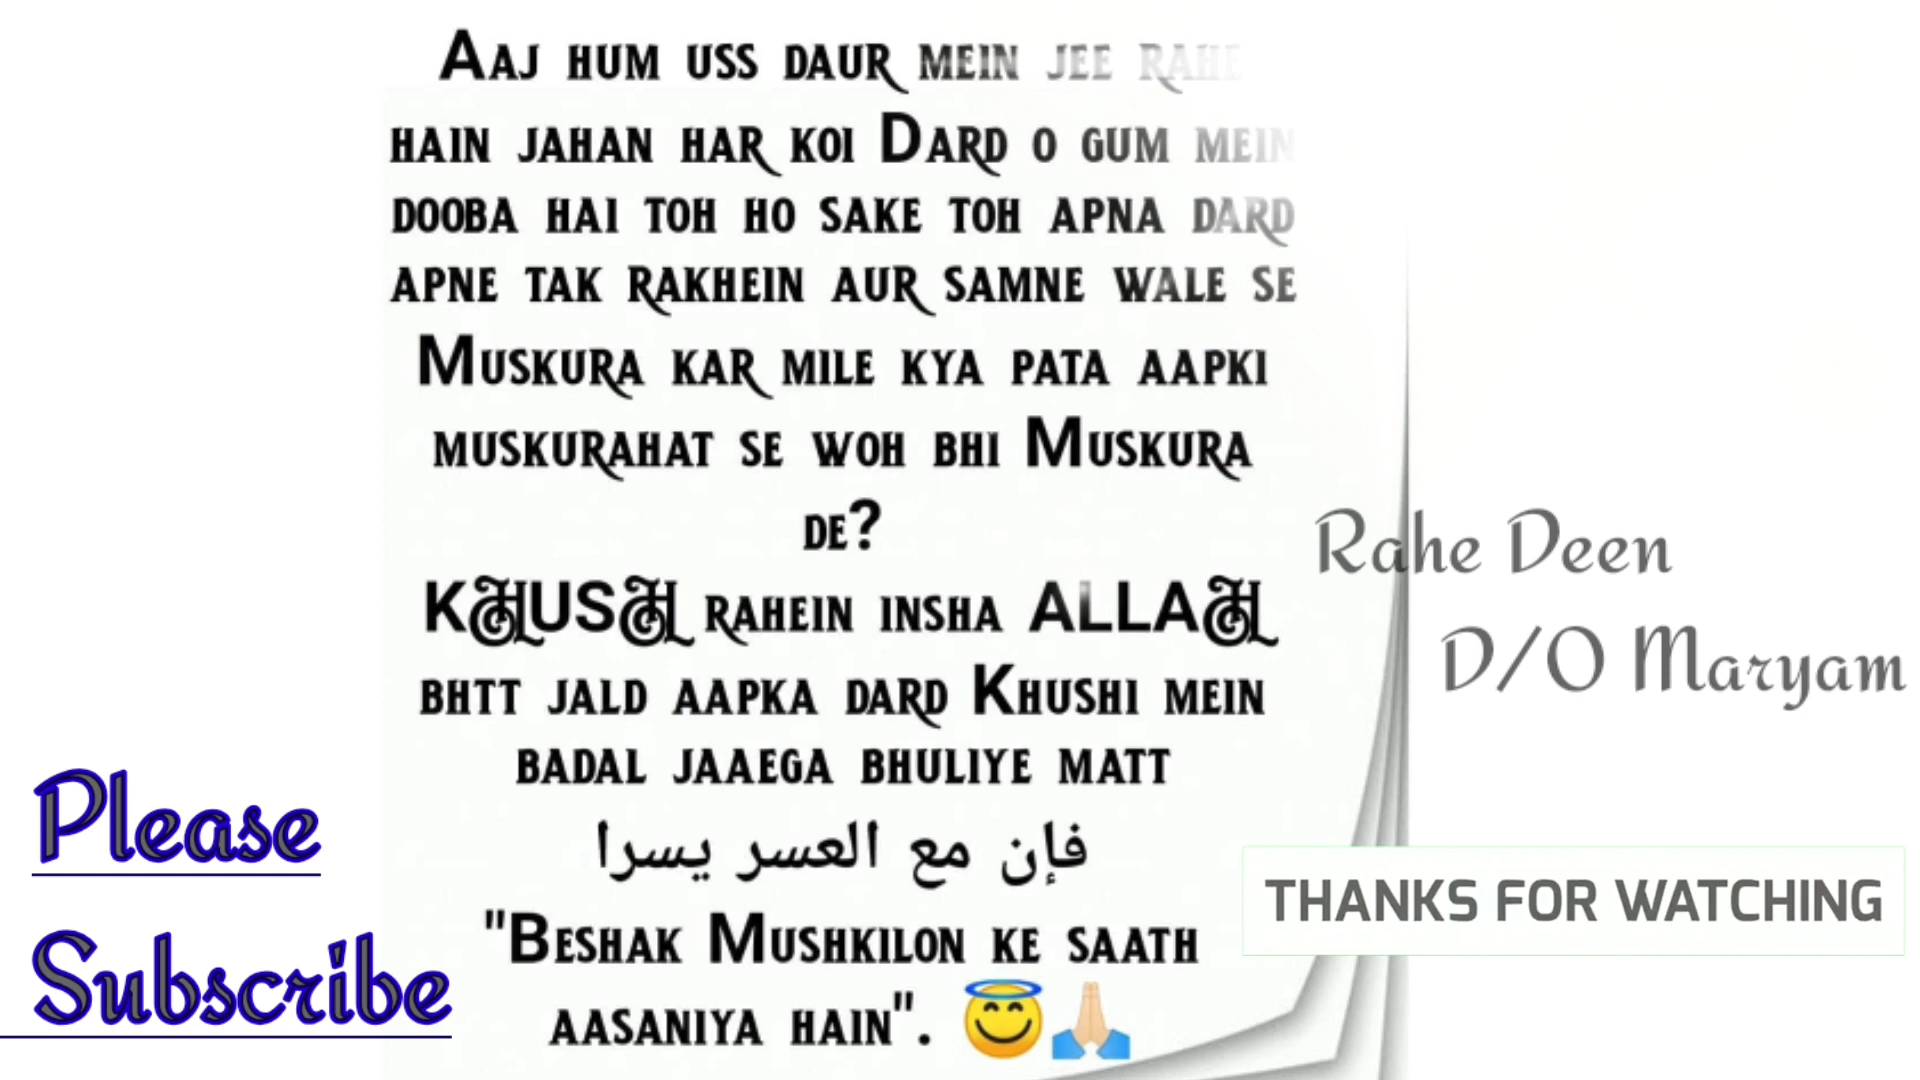 Aaj hum uss daur mein jee rahe
hain jahan har koi Dard o gum mein
dooba hai toh ho sake toh apna dard
apne tak rakhein aur samne wale se
Muskura kar mile kya pata aapki
muskurahat se woh bhi Muskura
de?
KHUSH rahein insha ALLAH
bhtt jald aapka dard Khushi mein
badal jaaega bhuliye matt
فإن مع العسر يسرا
"Beshak Mushkilon ke saath
aasaniya hain". 😇🙏🏻
Rahe Deen
D/O Maryam
Please
Subscribe
THANKS FOR WATCHING